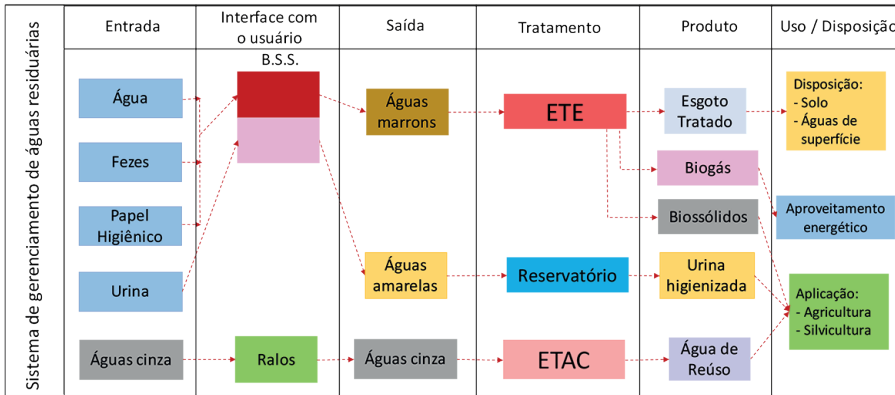 Sistema de gerenciamento de águas residuárias
Entrada
Interface com
o usuário
Saída
Tratamento
Produto
Uso / Disposição
B.S.S.
Água
Fezes
Papel
Higiênico
Urina
Águas cinza
Ralos
Águas
marrons
Águas
amarelas
Águas cinza
ETE
Reservatório
ETAC
Esgoto
Tratado
Biogás
Biossólidos
Urina
higienizada
Água de
Reúso
Disposição:
- Solo
- Águas de
superfície
Aproveitamento
energético
Aplicação:
- Agricultura
- Silvicultura